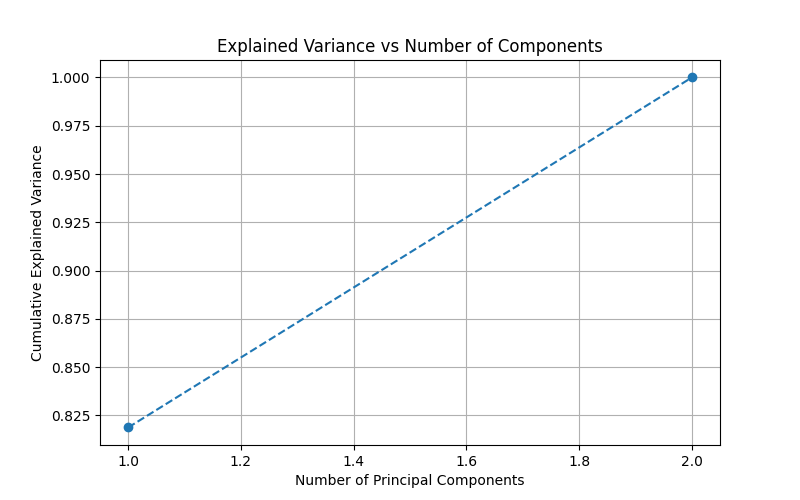 Explained Variance vs Number of Components
Cumulative Explained Variance
1.000
0.975
0.950
0.925
0.900
0.875
0.850
0.825
1.0 1.2 1.4 1.6 1.8 2.0
Number of Principal Components